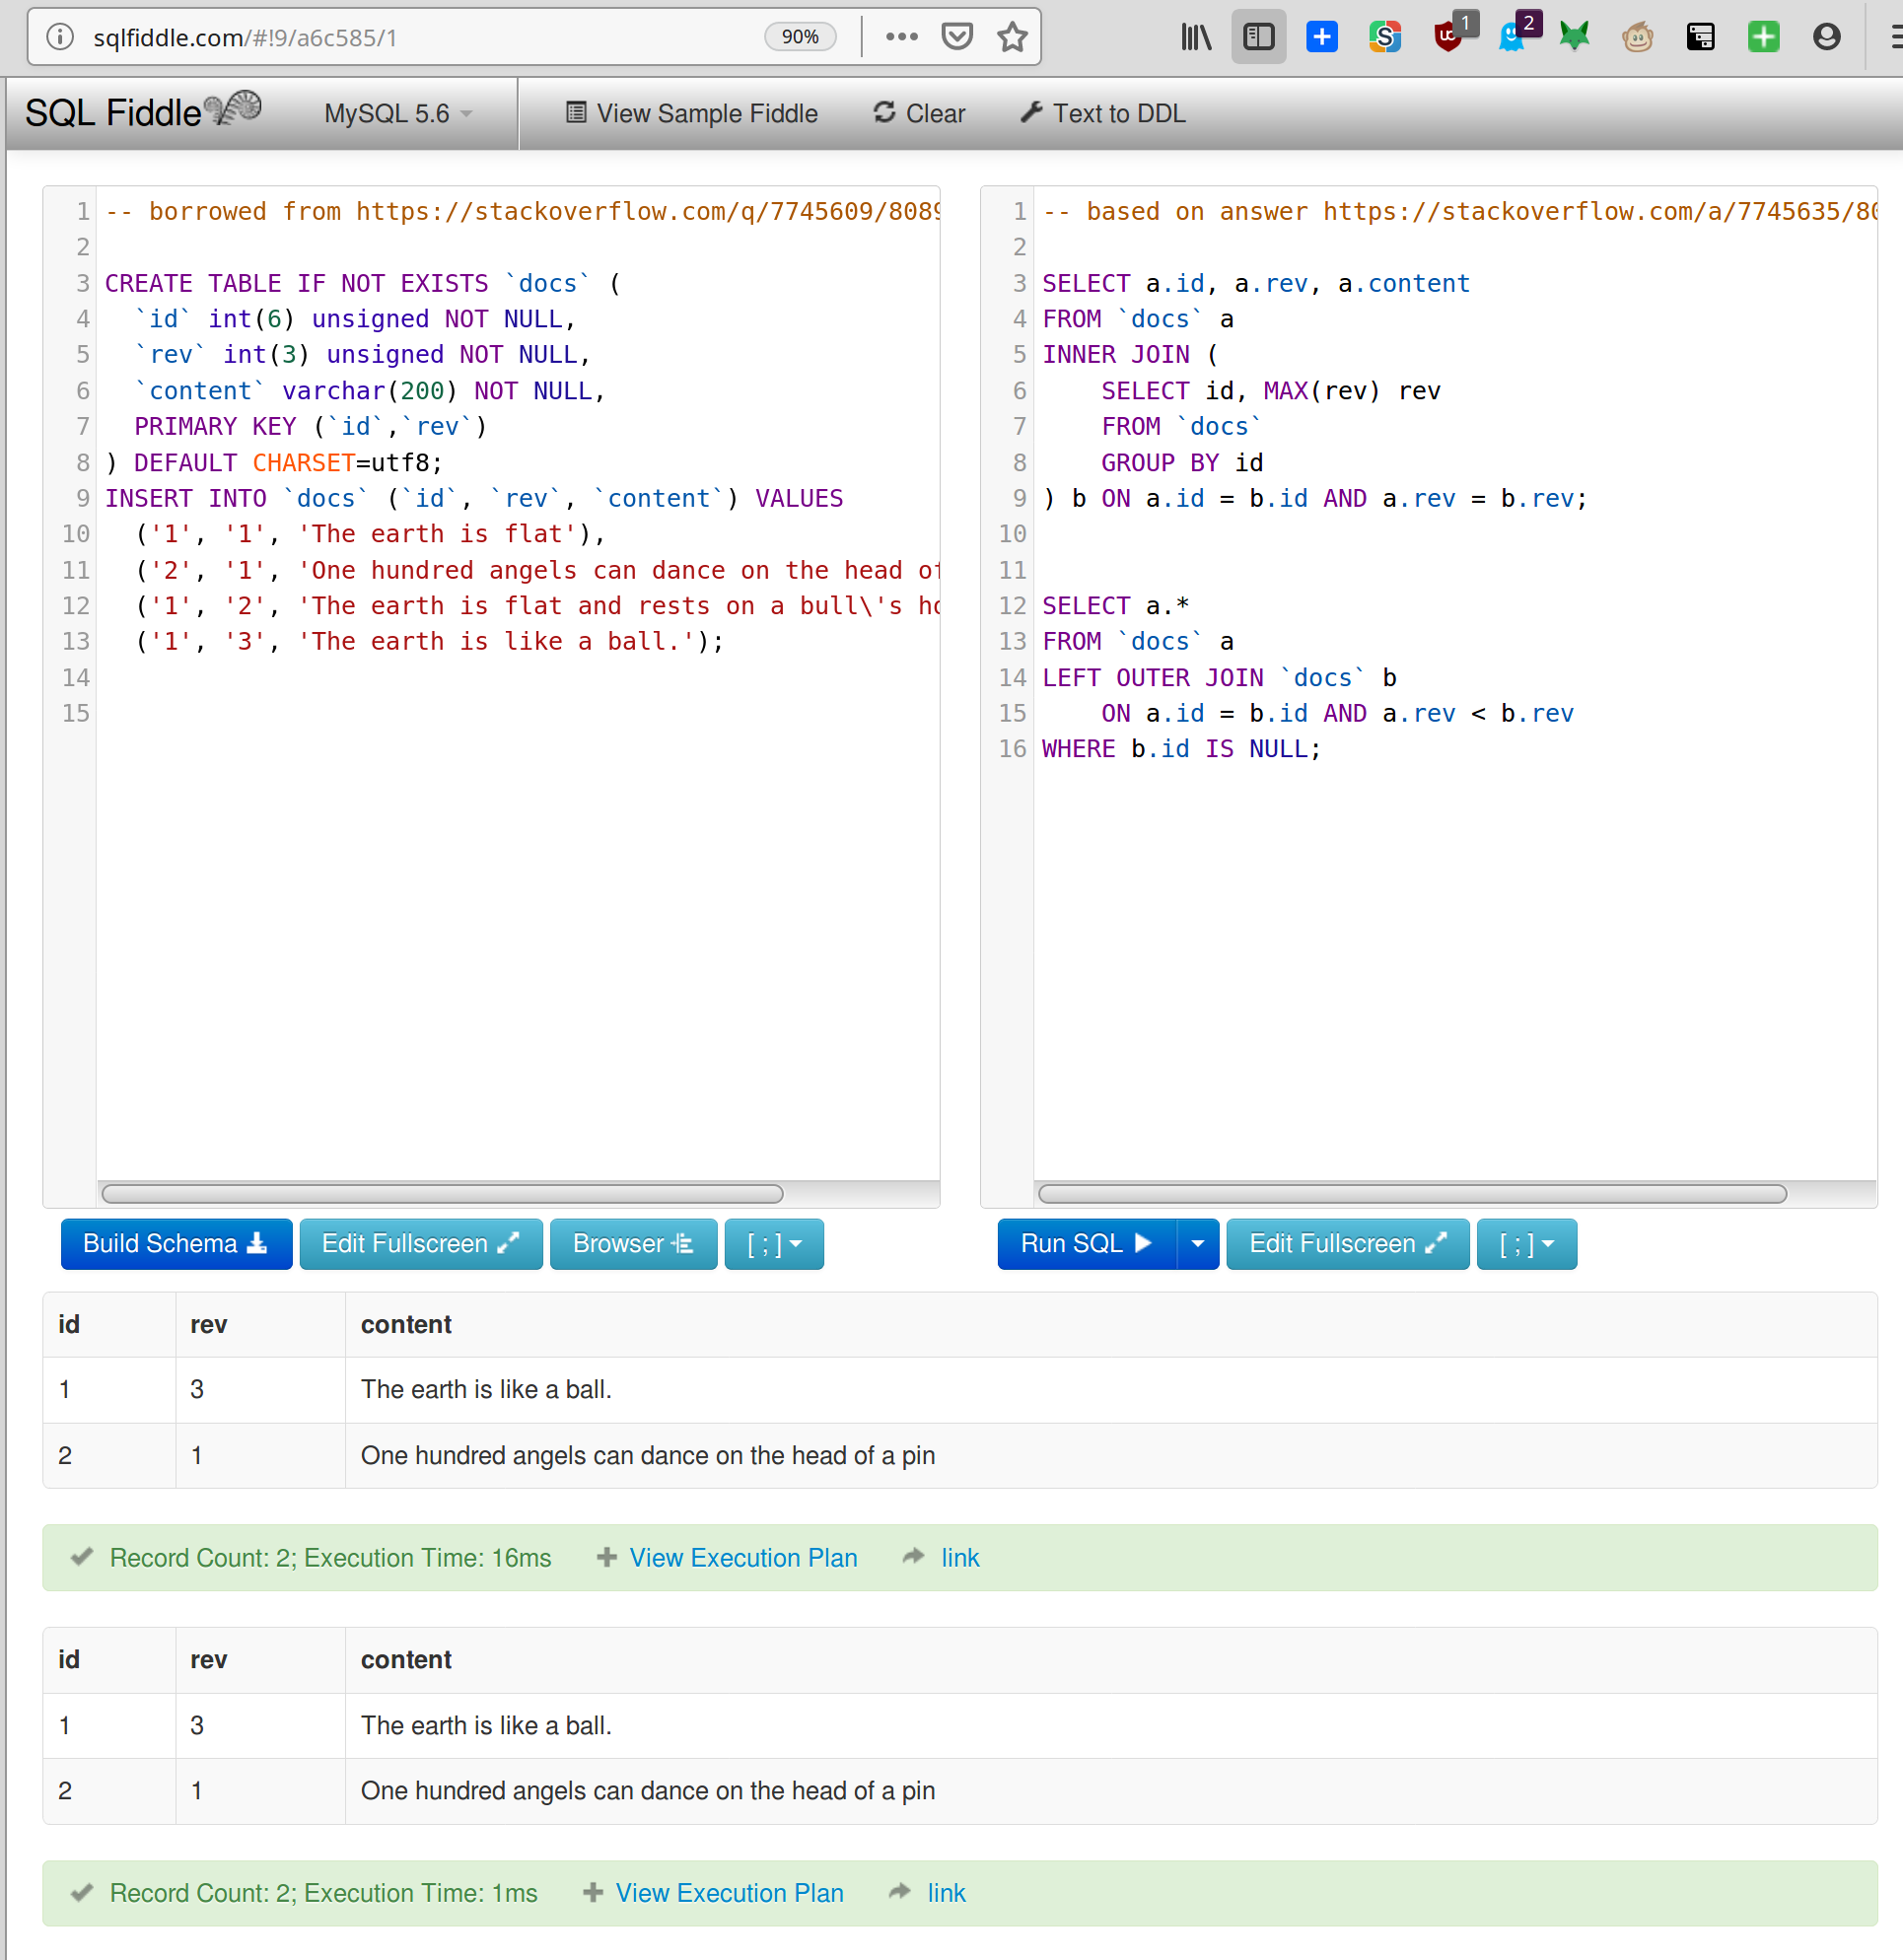 sqlfiddle.com/#!9/a6c585/1 90% 1 2
SQL Fiddle MySQL 5.6 View Sample Fiddle Clear Text to DDL
1 -- borrowed from https://stackoverflow.com/q/7745609/808
2
3 CREATE TABLE IF NOT EXISTS `docs` (
4 `id` int(6) unsigned NOT NULL,
5 `rev` int(3) unsigned NOT NULL,
6 `content` varchar(200) NOT NULL,
7 PRIMARY KEY (`id`,`rev`)
8 ) DEFAULT CHARSET=utf8;
9 INSERT INTO `docs` (`id`, `rev`, `content`) VALUES
10 ('1', '1', 'The earth is flat'),
11 ('2', '1', 'One hundred angels can dance on the head of
12 ('1', '2', 'The earth is flat and rests on a bull\'s ho
13 ('1', '3', 'The earth is like a ball.');
14
15
1 -- based on answer https://stackoverflow.com/a/7745635/8
2
3 SELECT a.id, a.rev, a.content
4 FROM `docs` a
5 INNER JOIN (
6 SELECT id, MAX(rev) rev
7 FROM `docs`
8 GROUP BY id
9 ) b ON a.id = b.id AND a.rev = b.rev;
10
11
12 SELECT a.*
13 FROM `docs` a
14 LEFT OUTER JOIN `docs` b
15 ON a.id = b.id AND a.rev < b.rev
16 WHERE b.id IS NULL;
Build Schema Edit Fullscreen Browser [ ; ]
Run SQL Edit Fullscreen [ ; ]
id rev content
1 3 The earth is like a ball.
2 1 One hundred angels can dance on the head of a pin
Record Count: 2; Execution Time: 16ms View Execution Plan link
id rev content
1 3 The earth is like a ball.
2 1 One hundred angels can dance on the head of a pin
Record Count: 2; Execution Time: 1ms View Execution Plan link